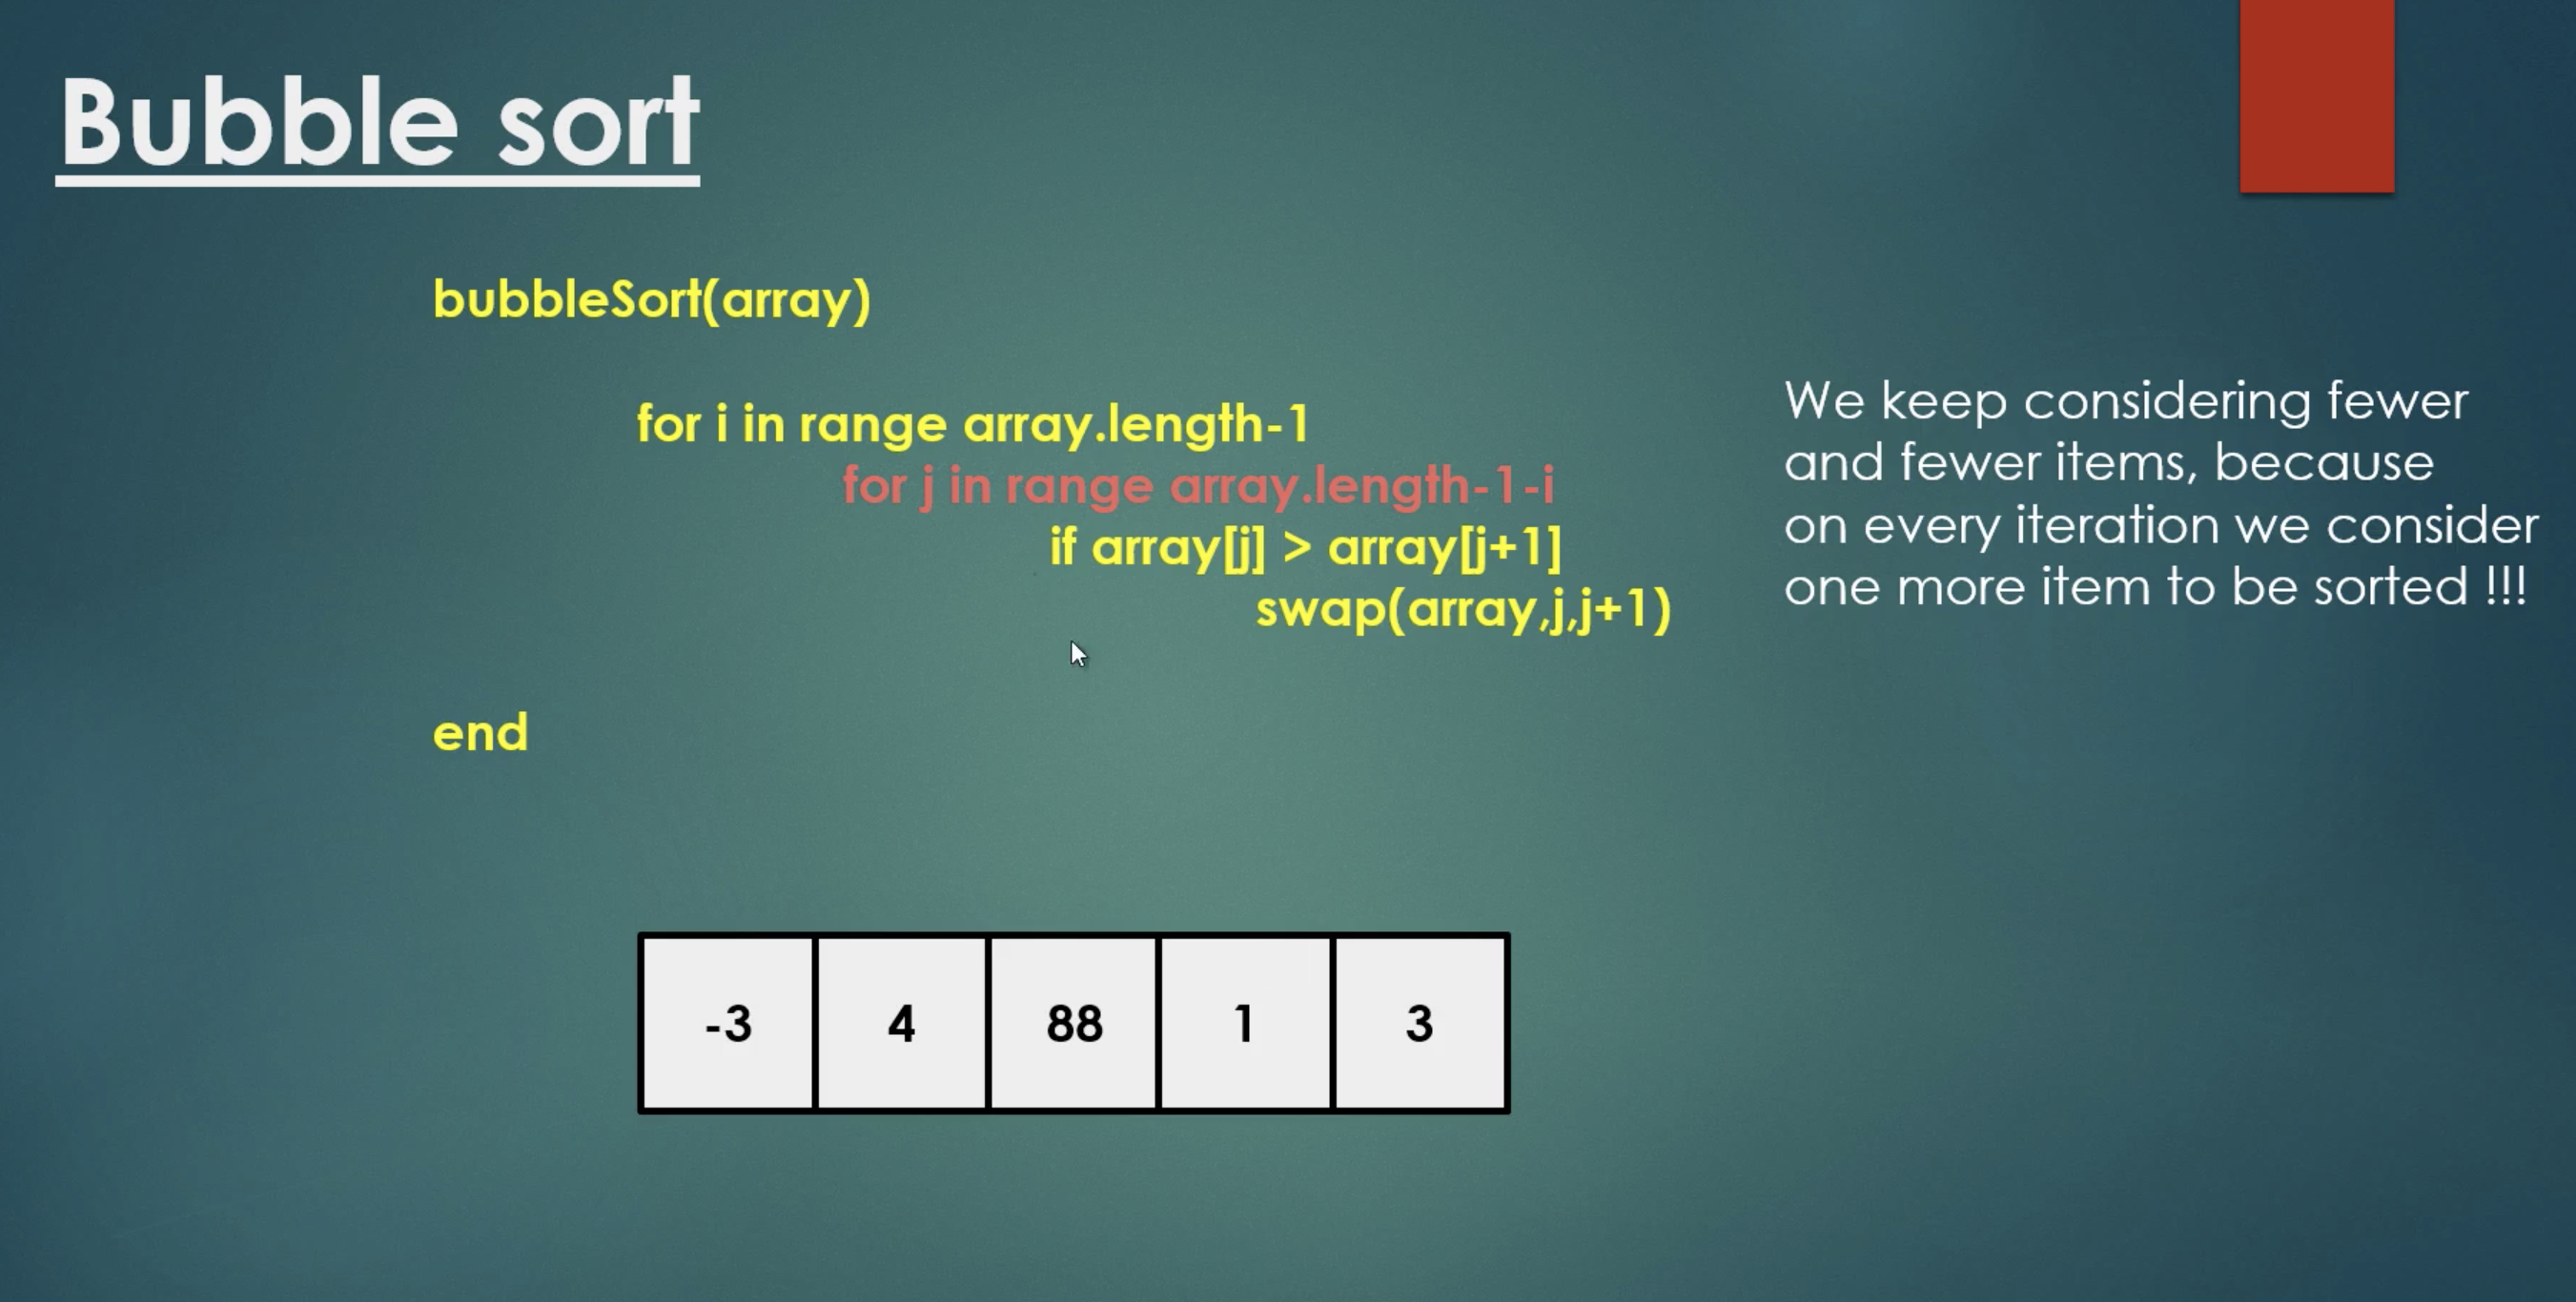 Bubble sort
bubbleSort(array)
for i in range array.length-1
for j in range array.length-1-i
if array[j] > array[j+1]
swap(array,j,j+1)
end
We keep considering fewer
and fewer items, because
on every iteration we consider
one more item to be sorted !!!
-3 4 88 1 3